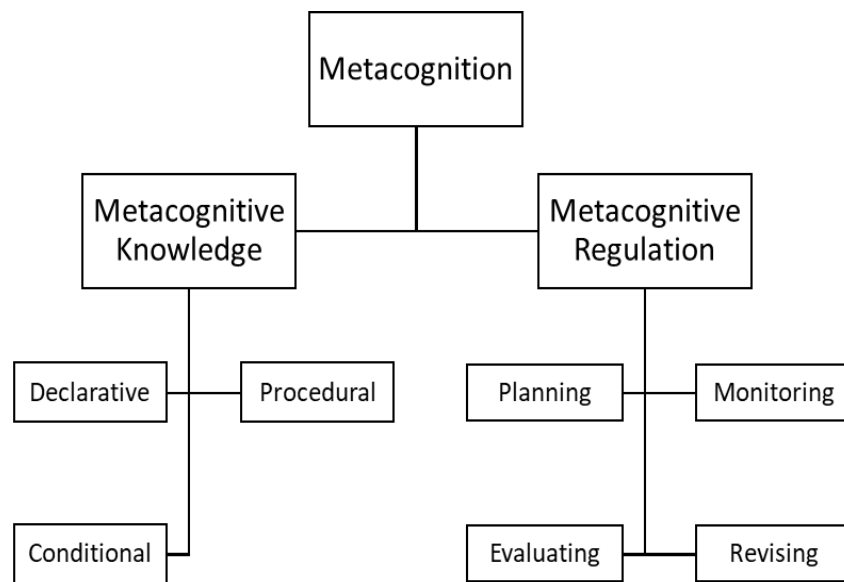 Metacognition
Metacognitive
Knowledge
Metacognitive
Regulation
Declarative
Procedural
Planning
Monitoring
Conditional
Evaluating
Revising